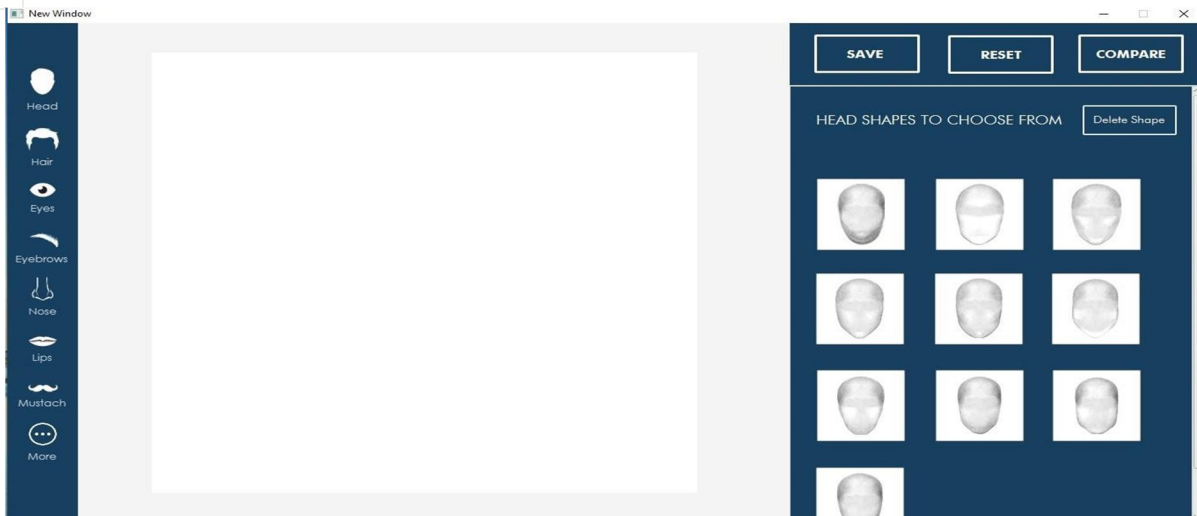 New Window
SAVE
RESET
COMPARE
Head
Hair
Eyes
Eyebrows
Nose
Lips
Mustach
More
HEAD SHAPES TO CHOOSE FROM
Delete Shape